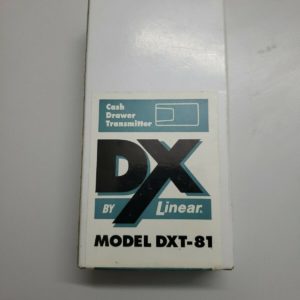 Cash
Drawer
Transmitter
DX
BY Linear.
MODEL DXT-81